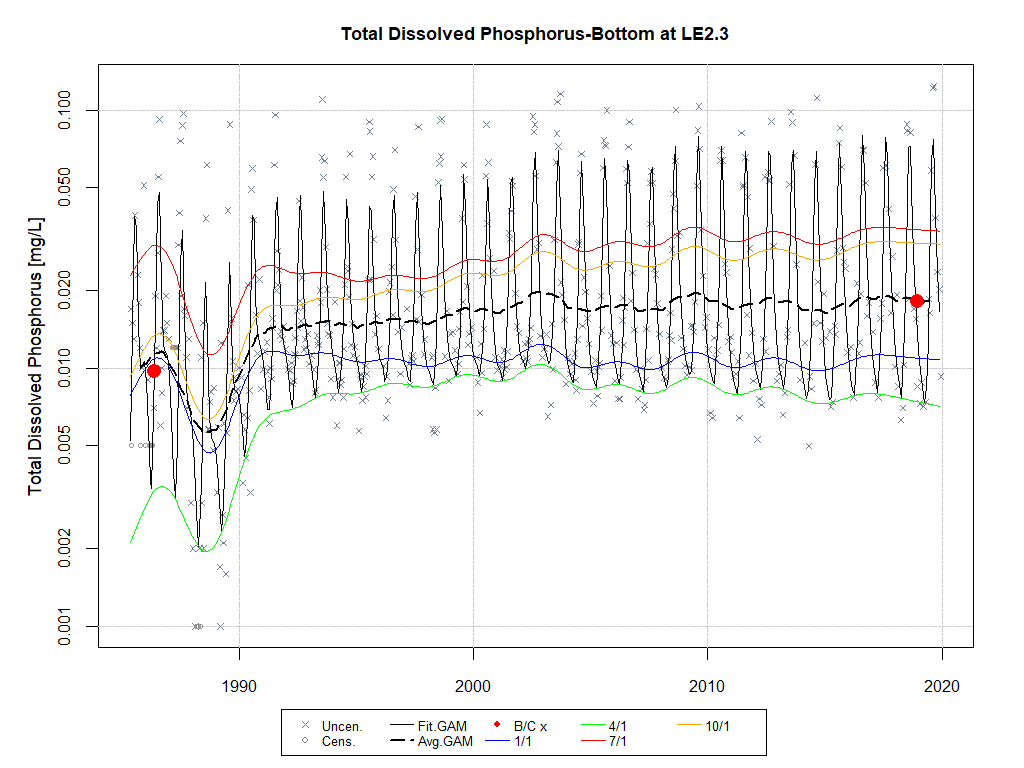 Total Dissolved Phosphorus-Bottom at LE2.3
Total Dissolved Phosphorus [mg/L]
0.100
0.050
0.020
0.010
0.005
0.002
0.001
1990 2000 2010 2020
Uncen. Fit.GAM B/C x 4/1 10/1
Cens. Avg.GAM 1/1 7/1